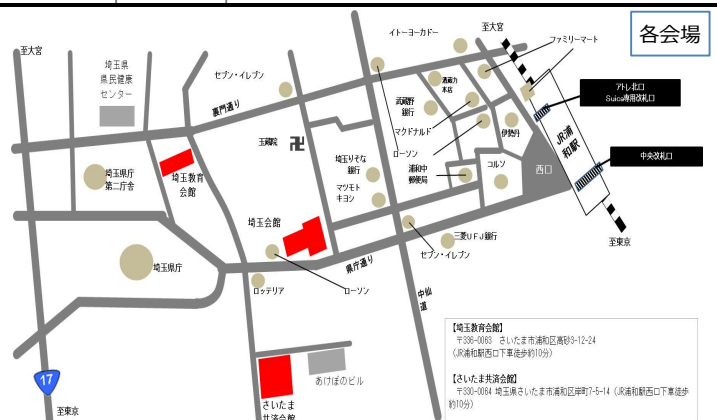 各会場
至大宮
埼玉県
県民健康
センター
セブン・イレブン
イトーヨーカドー
至大宮
ファミリーマート
アトレ北口
Suica専用改札口
裏門通り
酒蔵力
本店
武蔵野
銀行
マクドナルド
伊勢丹
JR浦和駅
玉蔵院
卍
ローソン
埼玉りそな
銀行
浦和中
郵便局
コルソ
西口
中央改札口
埼玉県庁
第二庁舎
埼玉教育
会館
マツモト
キヨシ
埼玉会館
三菱UFJ銀行
至東京
埼玉県庁
県庁通り
セブン・イレブン
ロッテリア
ローソン
中仙道
【埼玉教育会館】
〒336-0063 さいたま市浦和区高砂3-12-24
(JR浦和駅西口下車徒歩約10分)
【さいたま共済会館】
〒330-0064 埼玉県さいたま市浦和区岸町7-5-14 (JR浦和駅西口下車徒歩
約10分)
17
至東京
あけぼのビル
さいたま
共済会館